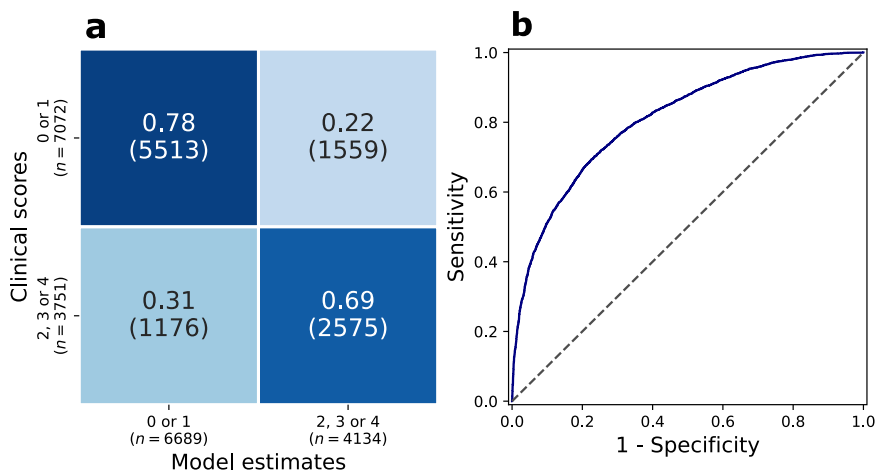 a
Clinical scores
0 or 1
(n = 7072)
2, 3 or 4
(n = 3751)
0.78
(5513)
0.22
(1559)
0.31
(1176)
0.69
(2575)
0 or 1
(n = 6689)
2, 3 or 4
(n = 4134)
Model estimates
b
Sensitivity
1.0
0.8
0.6
0.4
0.2
0.0
0.0 0.2 0.4 0.6 0.8 1.0
1 - Specificity